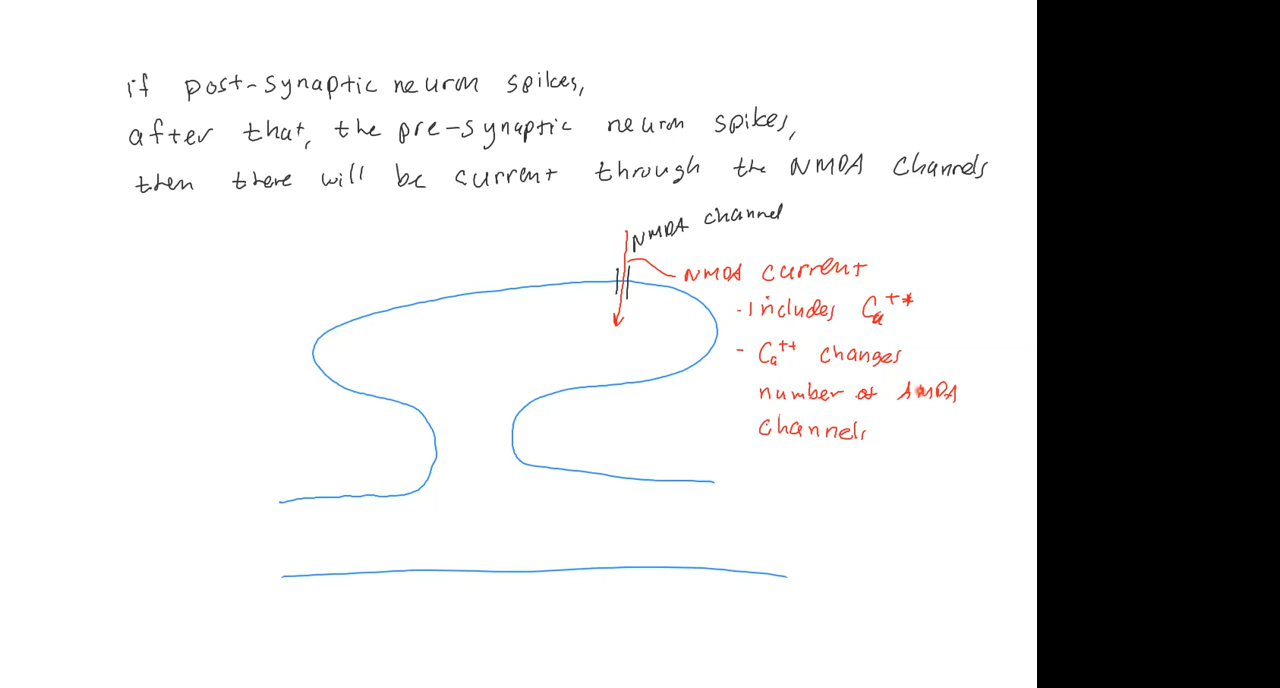 if post-synaptic neuron spikes,
after that, the pre-synaptic neuron spikes,
then there will be current through the NMDA channels
NMDA channel
NMDA current
- includes Ca++
- Ca++ changes
number of AMPA
channels